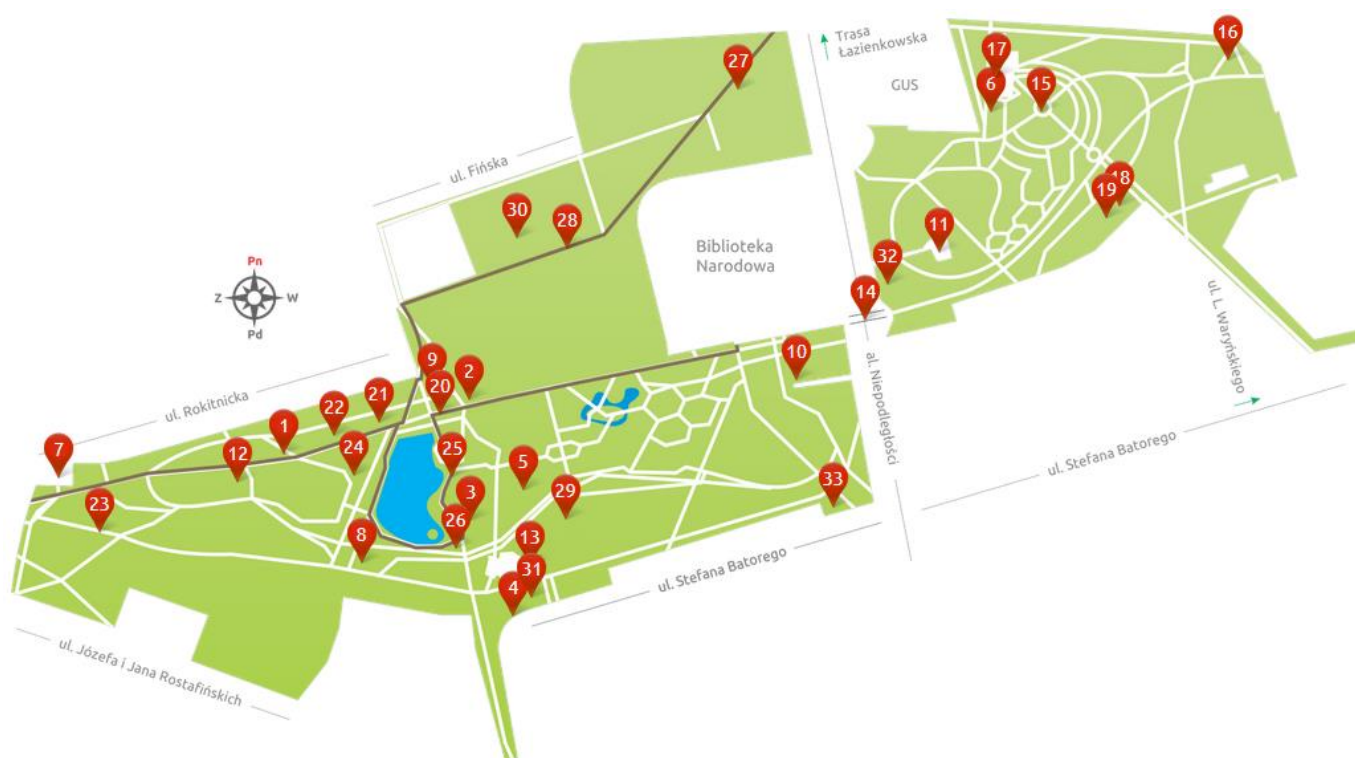 16
Trasa
Łazienkowska
17
27
GUS
6
15
ul. Fińska
18
19
30
28
11
Biblioteka
Narodowa
32
Pn
Z
W
Pd
14
ul. L. Waryńskiego
9
2
10
20
21
al. Niepodległości
ul. Rokitnicka
22
1
7
12
24
25
5
ul. Stefana Batorego
33
3
29
23
26
8
13
31
4
ul. Stefana Batorego
ul. Józefa i Jana Rostafińskich